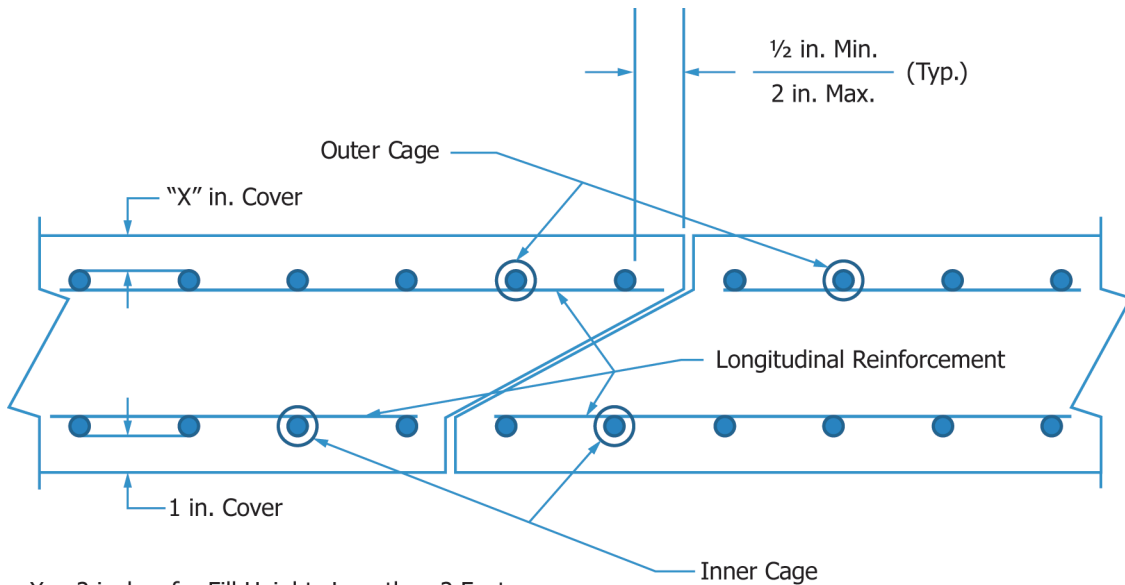 ½ in. Min.
2 in. Max.
(Typ.)
Outer Cage
“X” in. Cover
Longitudinal Reinforcement
1 in. Cover
Inner Cage